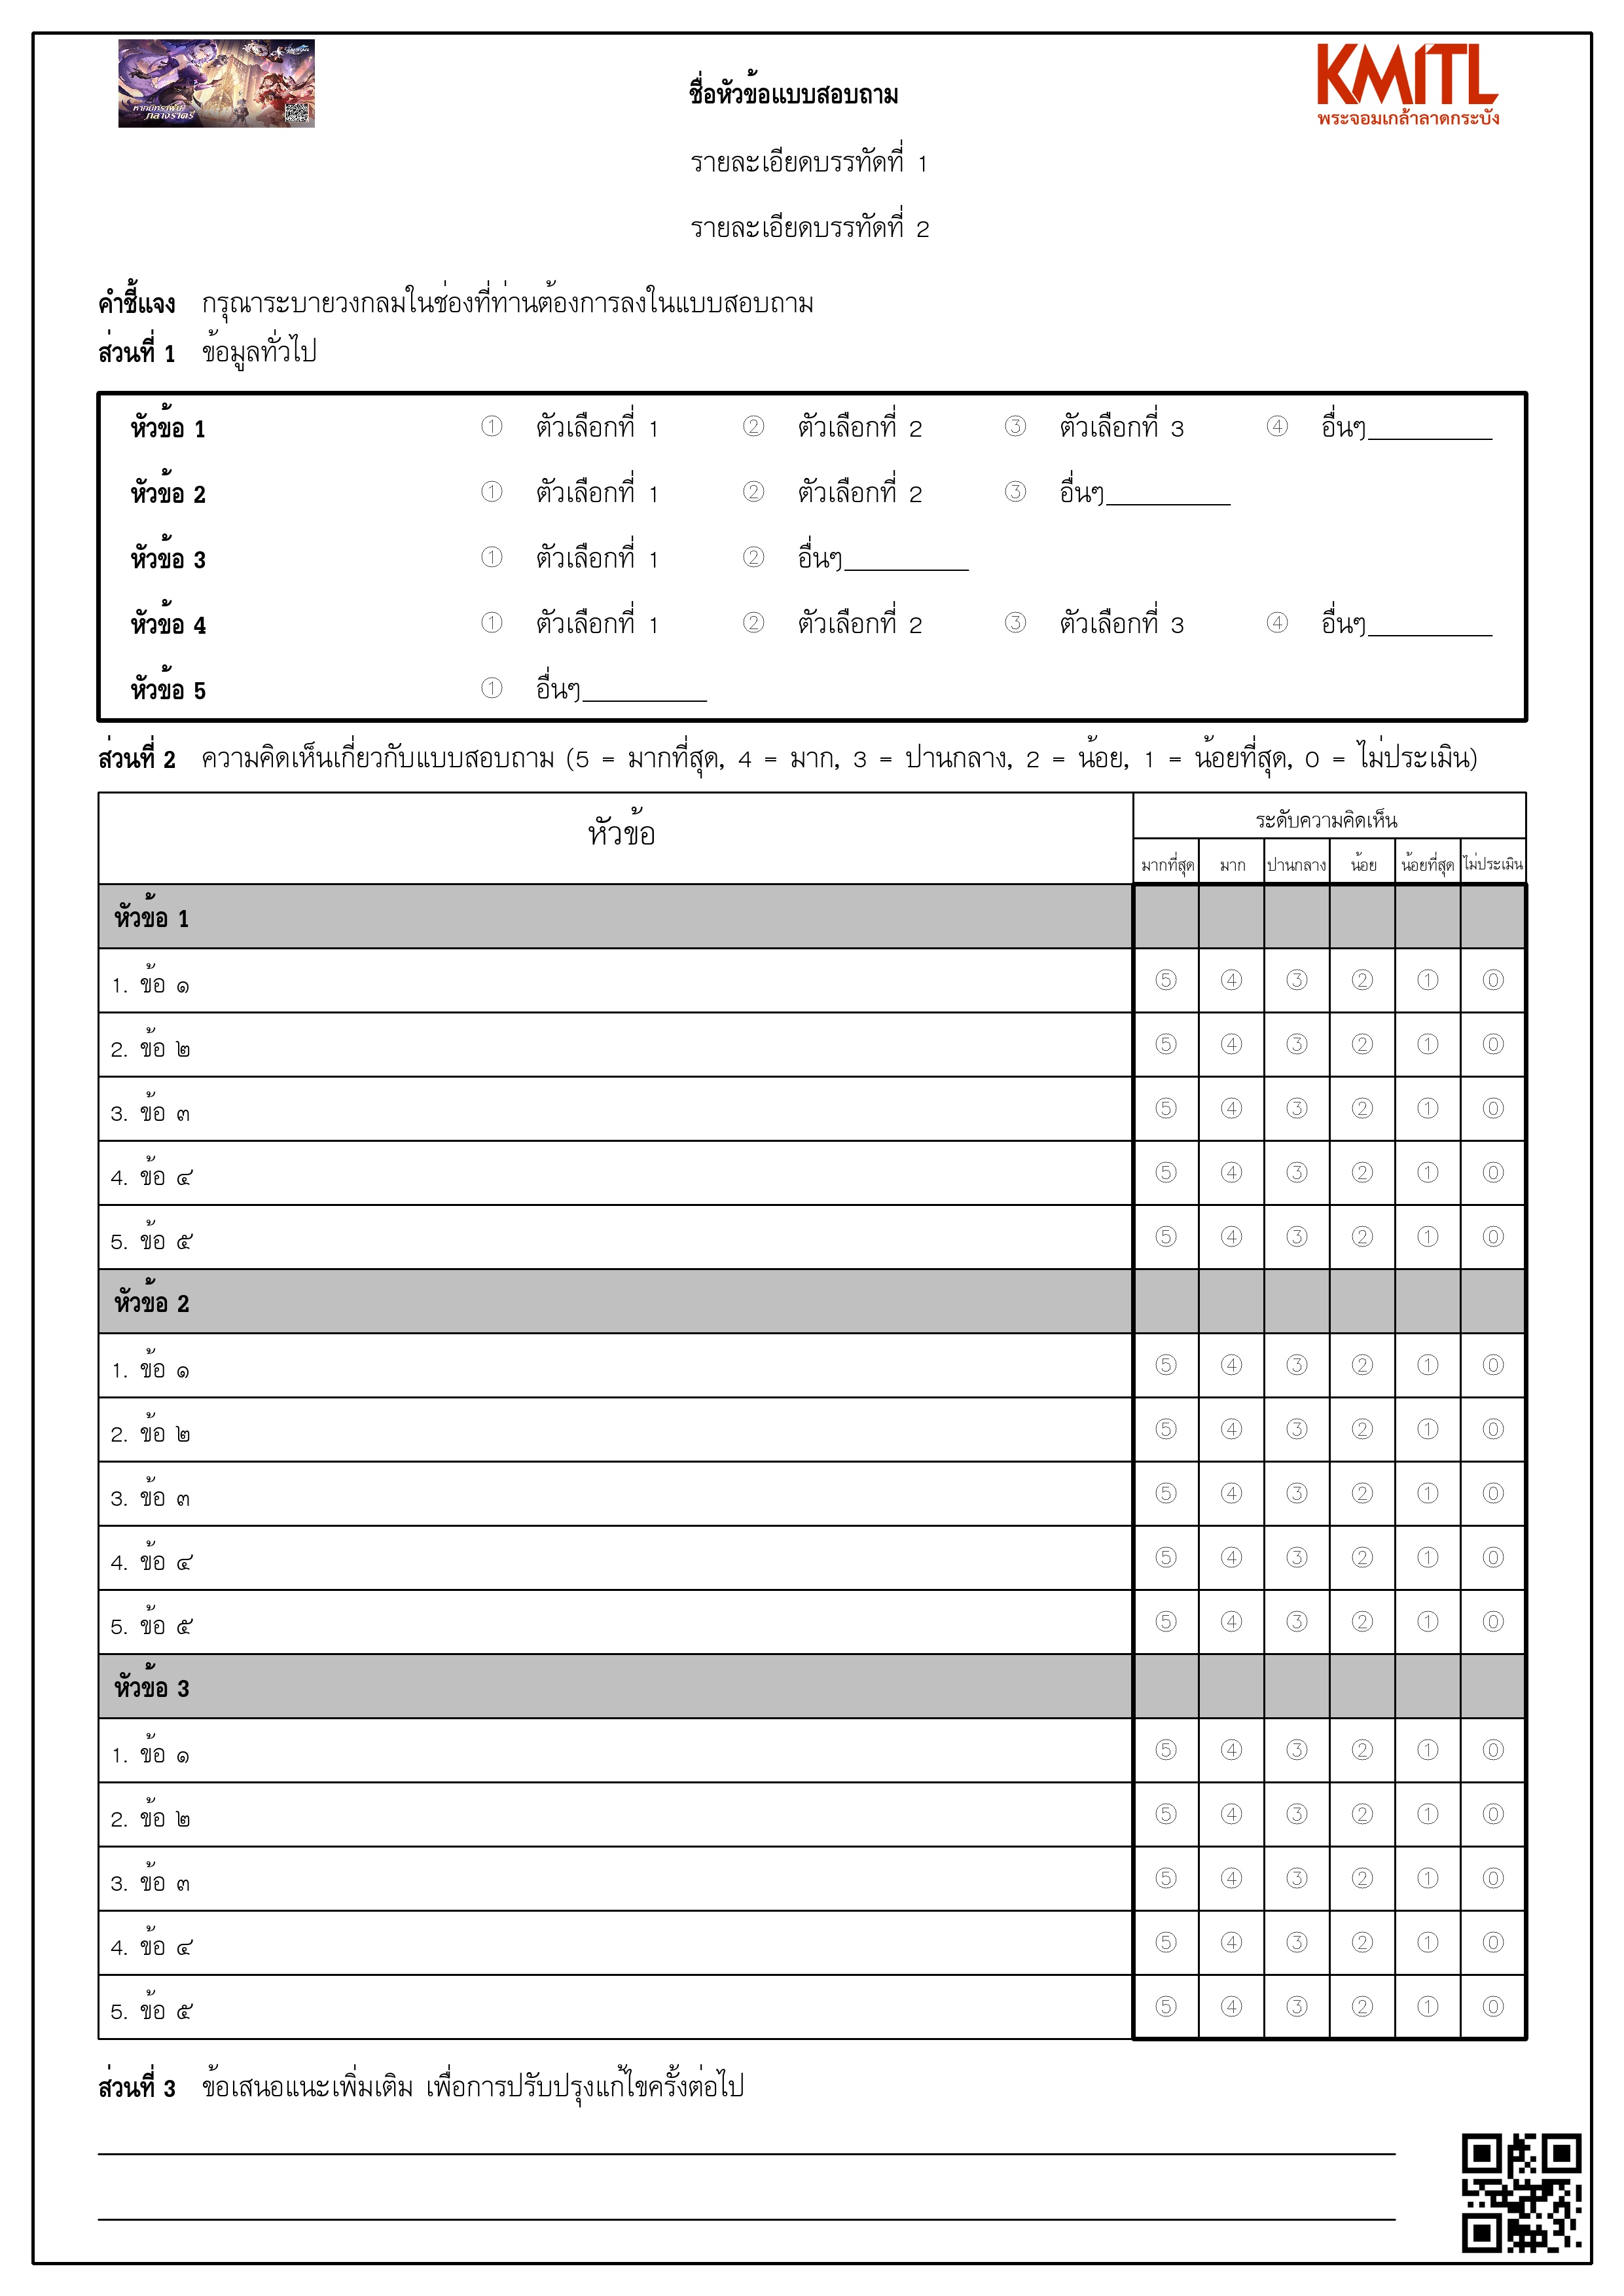 หากมีทราพับ
กลางราตรี
KMITL
พระจอมเกล้าลาดกระบัง
ชื่อหัวข้อแบบสอบถาม
รายละเอียดบรรทัดที่ 1
รายละเอียดบรรทัดที่ 2
คำชี้แจง กรุณาระบายวงกลมในช่องที่ท่านต้องการลงในแบบสอบถาม
ส่วนที่ 1 ข้อมูลทั่วไป
หัวข้อ 1 ① ตัวเลือกที่ 1 ② ตัวเลือกที่ 2 ③ ตัวเลือกที่ 3 ④ อื่นๆ_________
หัวข้อ 2 ① ตัวเลือกที่ 1 ② ตัวเลือกที่ 2 ③ อื่นๆ_________
หัวข้อ 3 ① ตัวเลือกที่ 1 ② อื่นๆ_________
หัวข้อ 4 ① ตัวเลือกที่ 1 ② ตัวเลือกที่ 2 ③ ตัวเลือกที่ 3 ④ อื่นๆ_________
หัวข้อ 5 ① อื่นๆ_________
ส่วนที่ 2 ความคิดเห็นเกี่ยวกับแบบสอบถาม (5 = มากที่สุด, 4 = มาก, 3 = ปานกลาง, 2 = น้อย, 1 = น้อยที่สุด, 0 = ไม่ประเมิน)
หัวข้อ ระดับความคิดเห็น
มากที่สุด มาก ปานกลาง น้อย น้อยที่สุด ไม่ประเมิน
หัวข้อ 1
1. ข้อ ๑ ⑤ ④ ③ ② ① ⓪
2. ข้อ ๒ ⑤ ④ ③ ② ① ⓪
3. ข้อ ๓ ⑤ ④ ③ ② ① ⓪
4. ข้อ ๔ ⑤ ④ ③ ② ① ⓪
5. ข้อ ๕ ⑤ ④ ③ ② ① ⓪
หัวข้อ 2
1. ข้อ ๑ ⑤ ④ ③ ② ① ⓪
2. ข้อ ๒ ⑤ ④ ③ ② ① ⓪
3. ข้อ ๓ ⑤ ④ ③ ② ① ⓪
4. ข้อ ๔ ⑤ ④ ③ ② ① ⓪
5. ข้อ ๕ ⑤ ④ ③ ② ① ⓪
หัวข้อ 3
1. ข้อ ๑ ⑤ ④ ③ ② ① ⓪
2. ข้อ ๒ ⑤ ④ ③ ② ① ⓪
3. ข้อ ๓ ⑤ ④ ③ ② ① ⓪
4. ข้อ ๔ ⑤ ④ ③ ② ① ⓪
5. ข้อ ๕ ⑤ ④ ③ ② ① ⓪
ส่วนที่ 3 ข้อเสนอแนะเพิ่มเติม เพื่อการปรับปรุงแก้ไขครั้งต่อไป